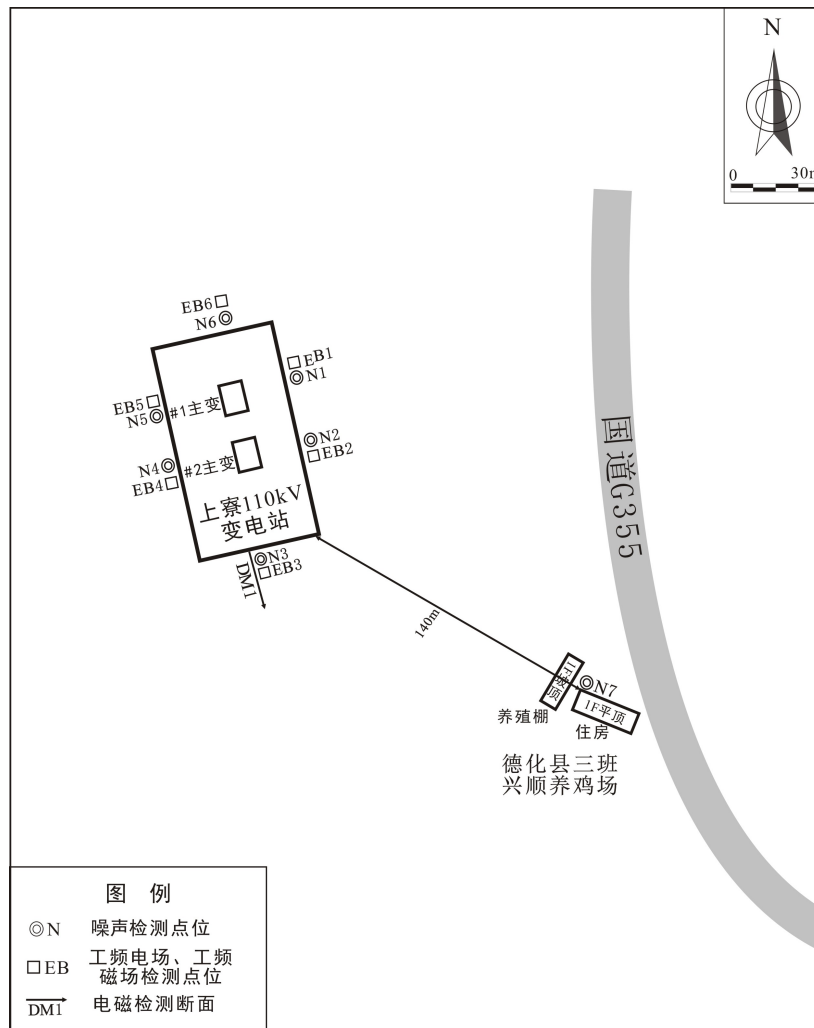 N
0 30m
EB6
N6
EB1
N1
EB5
N5
#1主变
N2
EB2
N4
EB4
#2主变
上寮110kV
变电站
N3
EB3
DM1
国道G355
140m
1F坡顶
N7
1F平顶
养殖棚
住房
德化县三班
兴顺养鸡场
图 例
N 噪声检测点位
EB 工频电场、工频
磁场检测点位
DM1 电磁检测断面